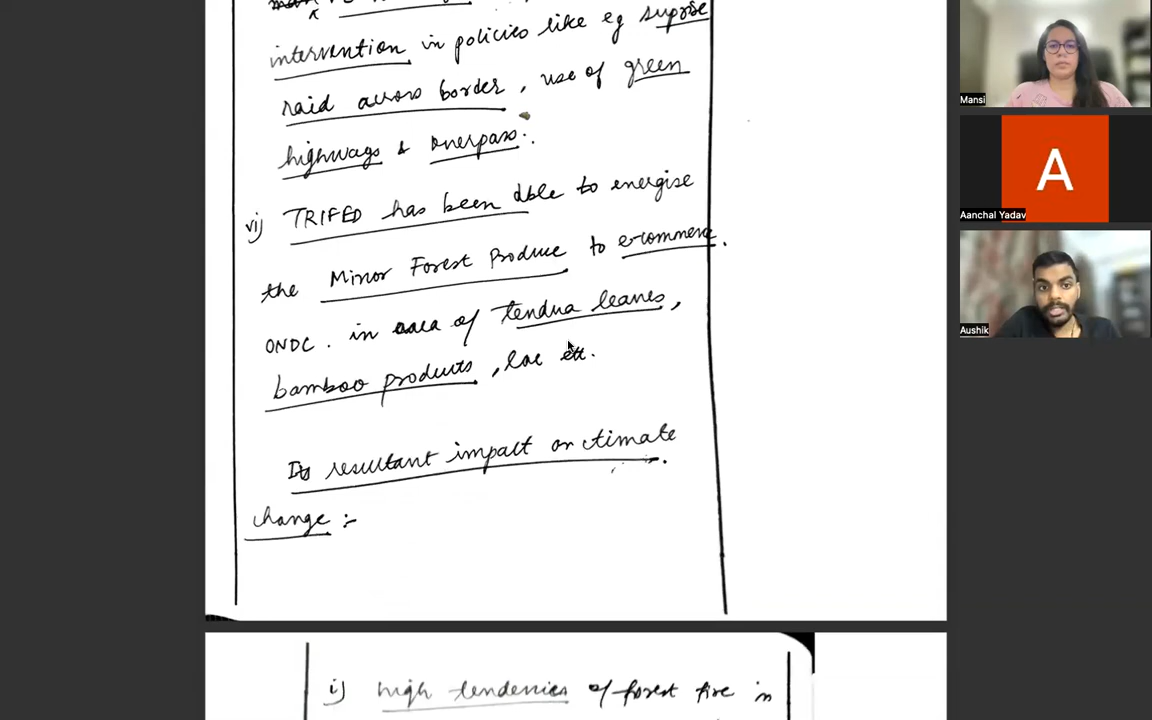 intervention in policies like eg suprise
raid across border, use of green
highways & overpass.
vi) TRIFED has been able to energise
the Minor Forest Produce to e-commerce.
ONDC. in area of tendua leaves,
bamboo products, lac etc.
Its resultant impact on climate
change :-
i) high tendencies of forest fire in
Mansi
A
Aanchal Yadav
Aushik